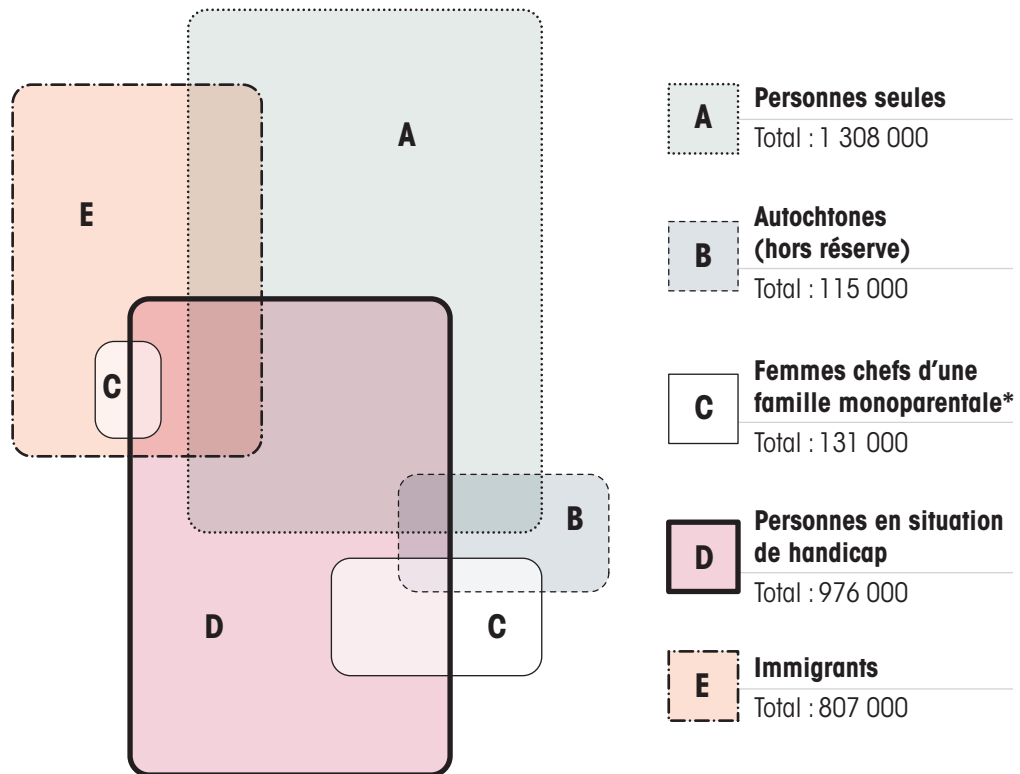 A
E
C
B
D
C
A
Personnes seules
Total : 1 308 000
B
Autochtones
(hors réserve)
Total : 115 000
C
Femmes chefs d’une
famille monoparentale*
Total : 131 000
D
Personnes en situation
de handicap
Total : 976 000
E
Immigrants
Total : 807 000